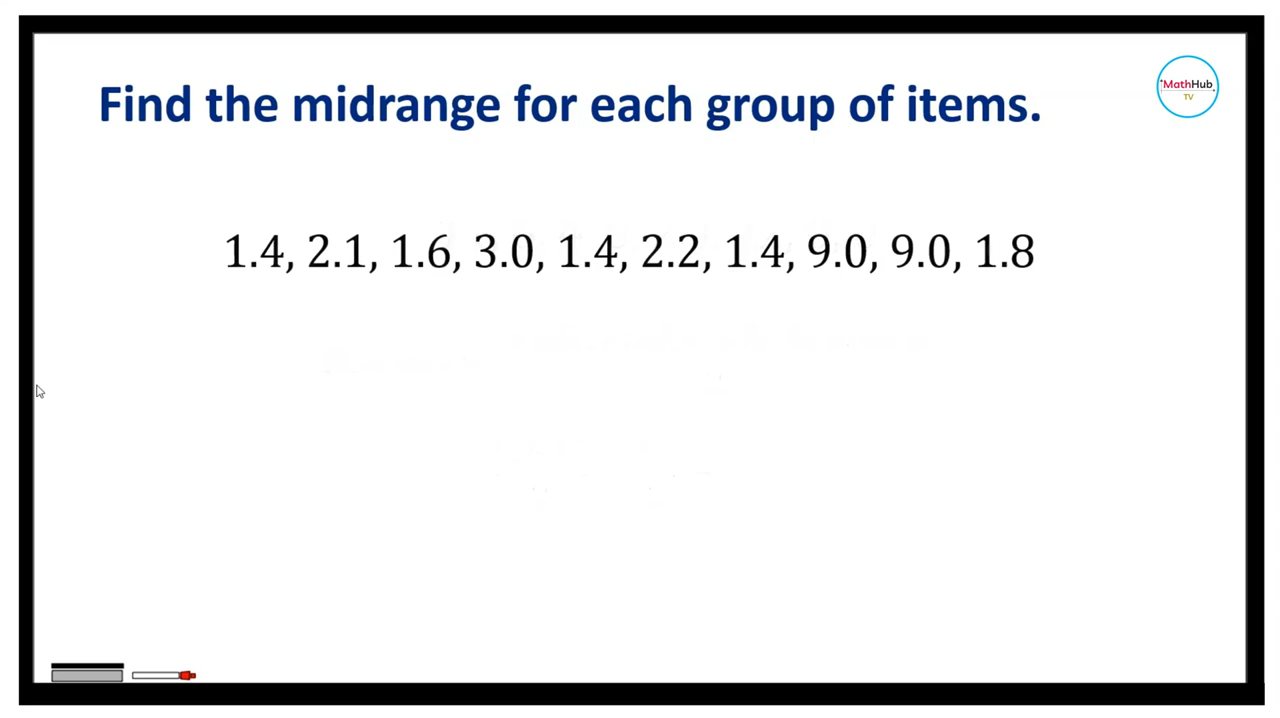 MathHub
TV
Find the midrange for each group of items.
1.4, 2.1, 1.6, 3.0, 1.4, 2.2, 1.4, 9.0, 9.0, 1.8